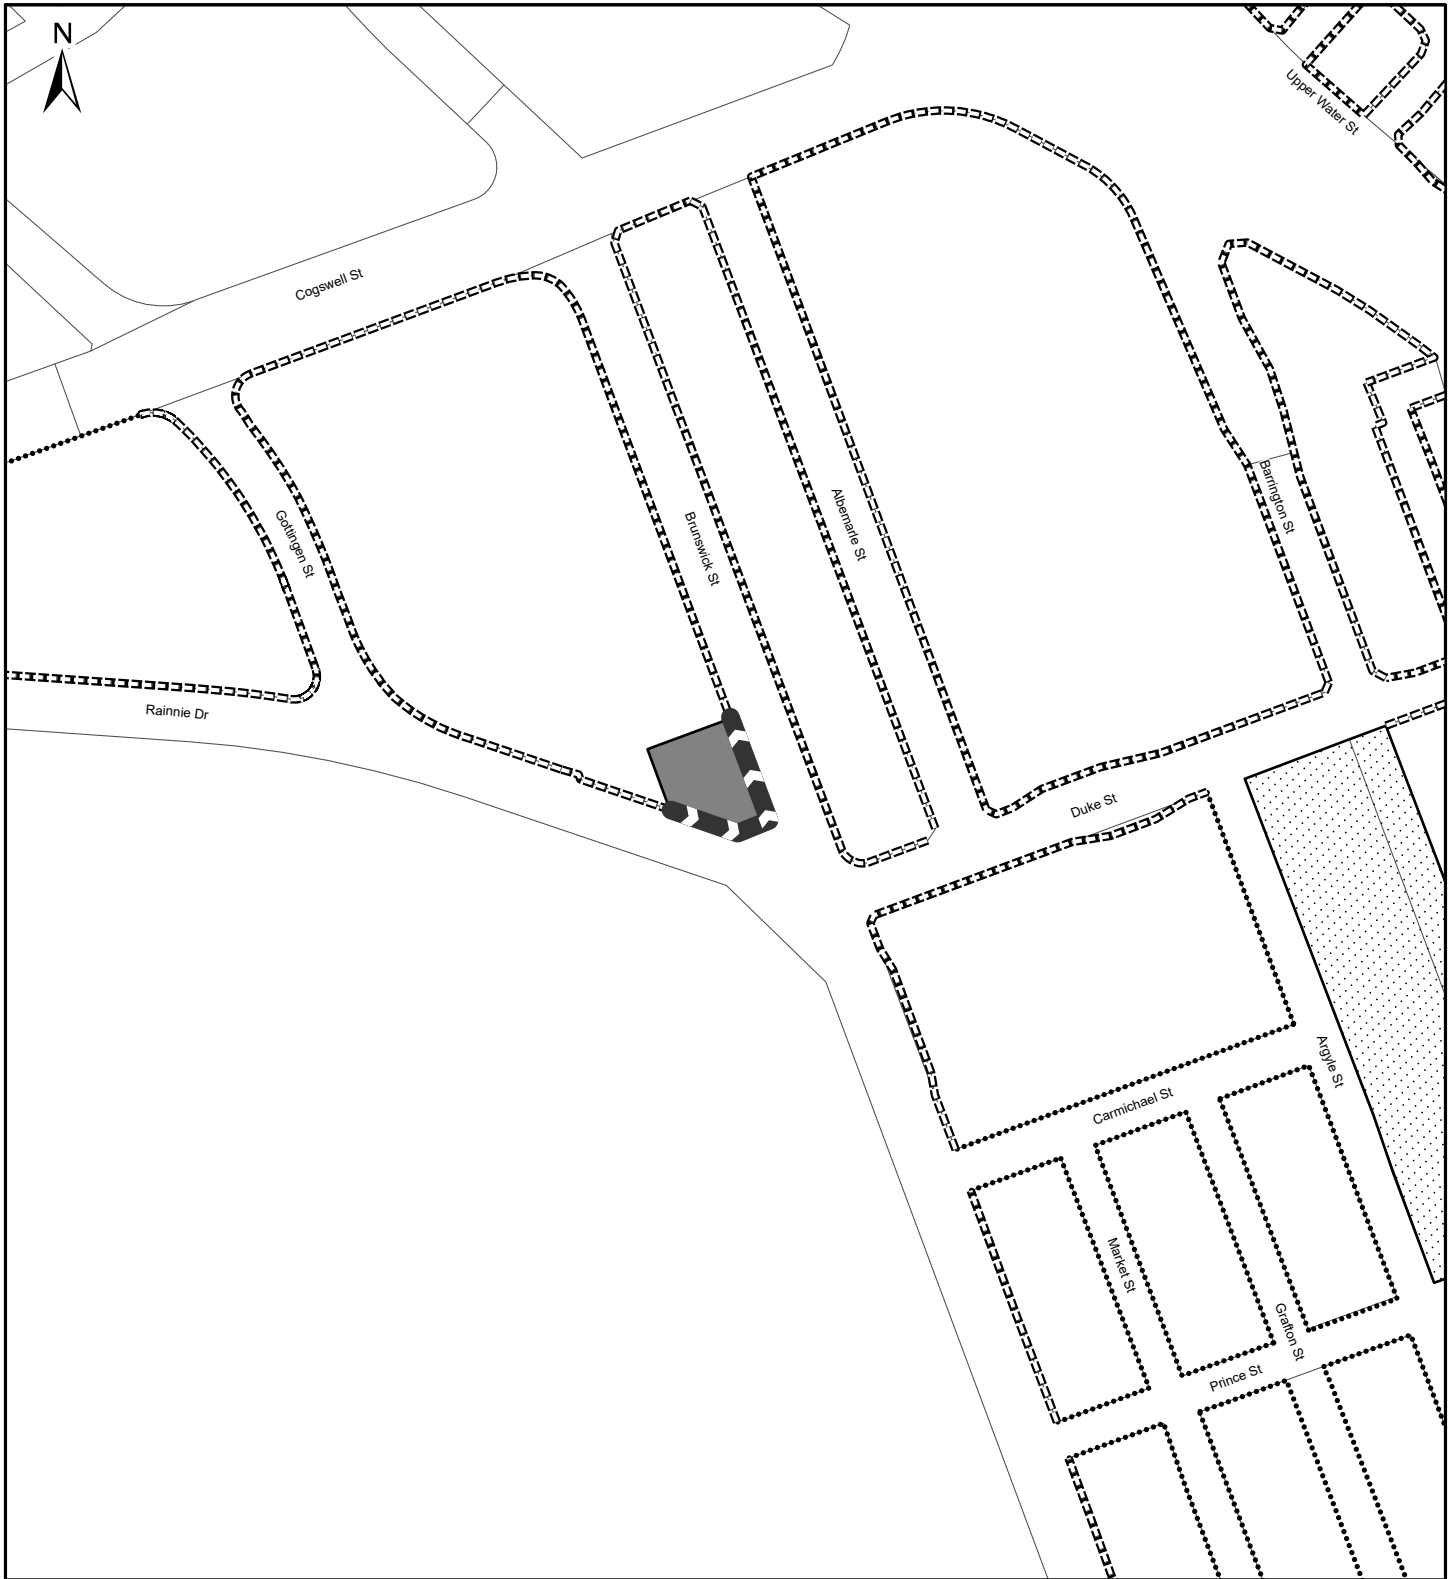 N
Upper Water St
Cogswell St
Barrington St
Albemarle St
Gottingen St
Brunswick St
Rainnie Dr
Duke St
Argyle St
Carmichael St
Market St
Grafton St
Prince St